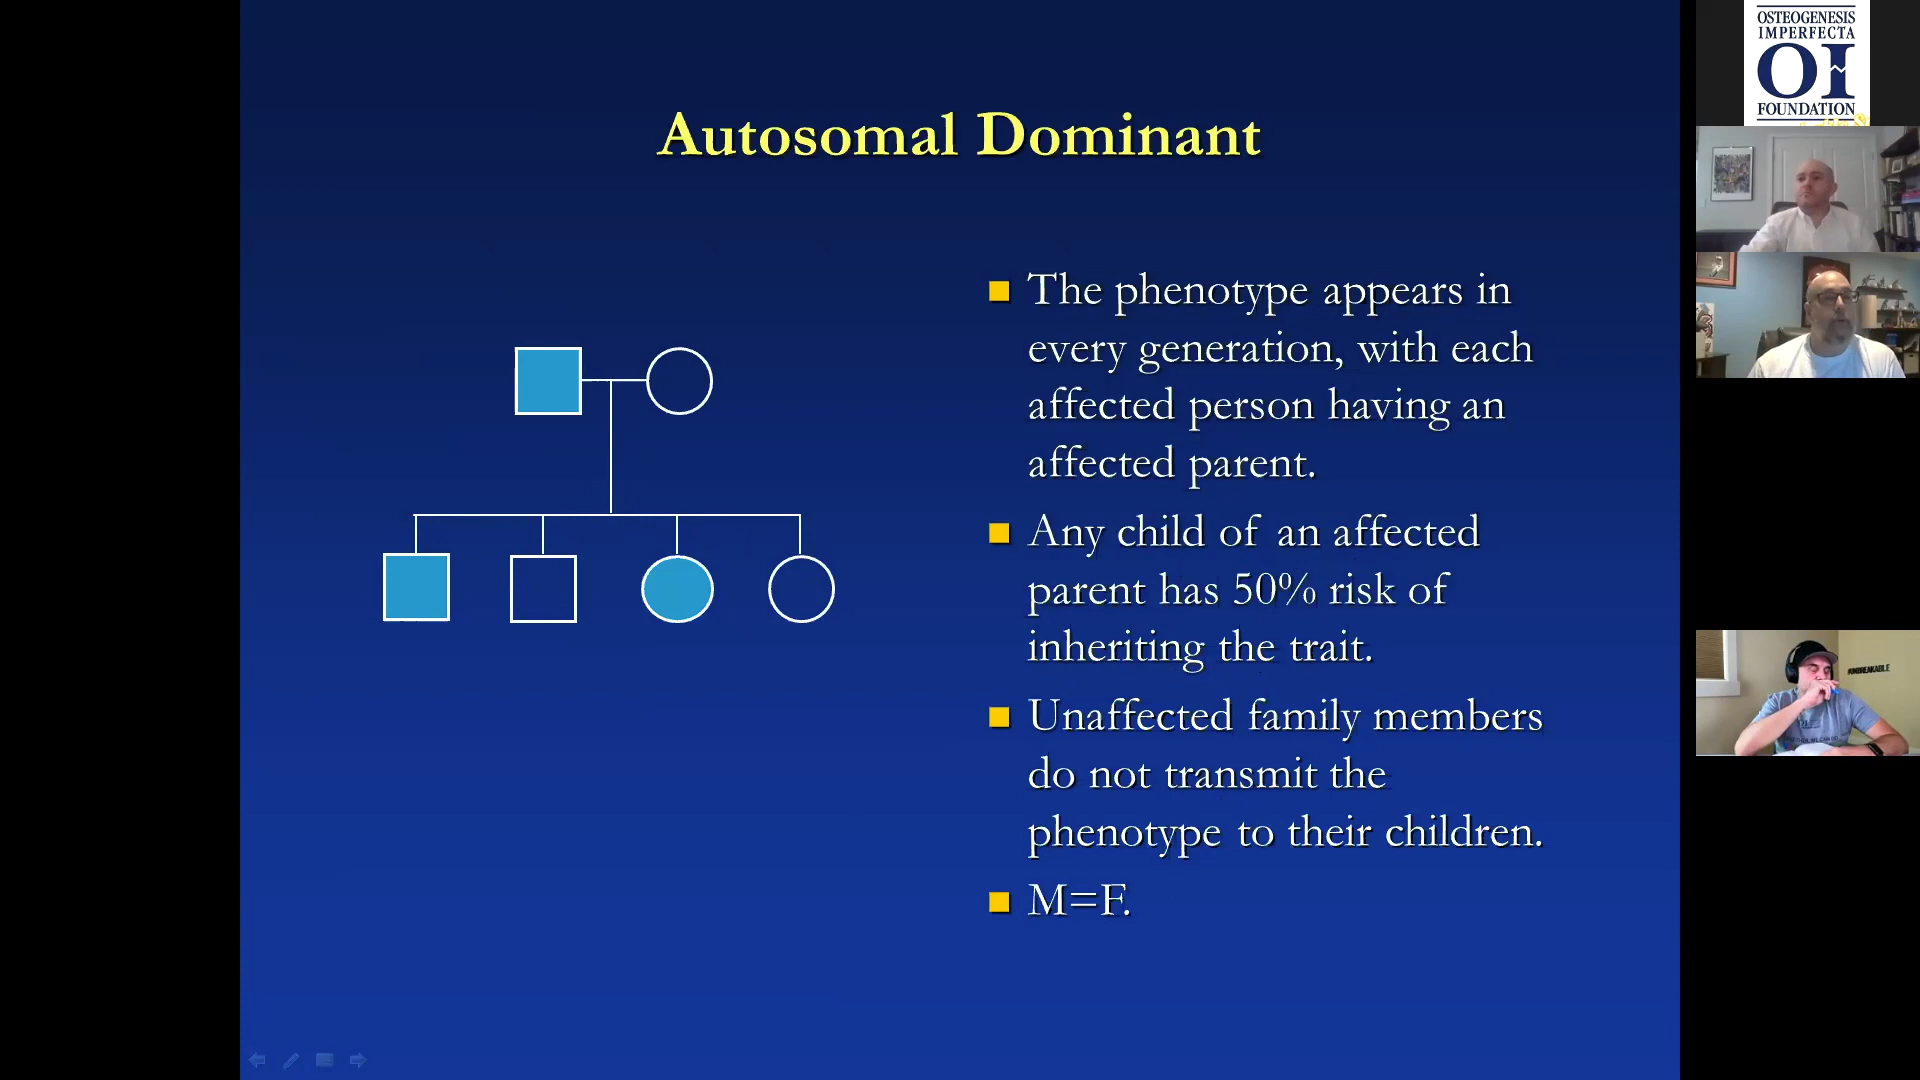 Autosomal Dominant
The phenotype appears in
every generation, with each
affected person having an
affected parent.
Any child of an affected
parent has 50% risk of
inheriting the trait.
Unaffected family members
do not transmit the
phenotype to their children.
M=F.
OSTEOGENESIS
IMPERFECTA
OI
FOUNDATION
#UNBREAKABLE